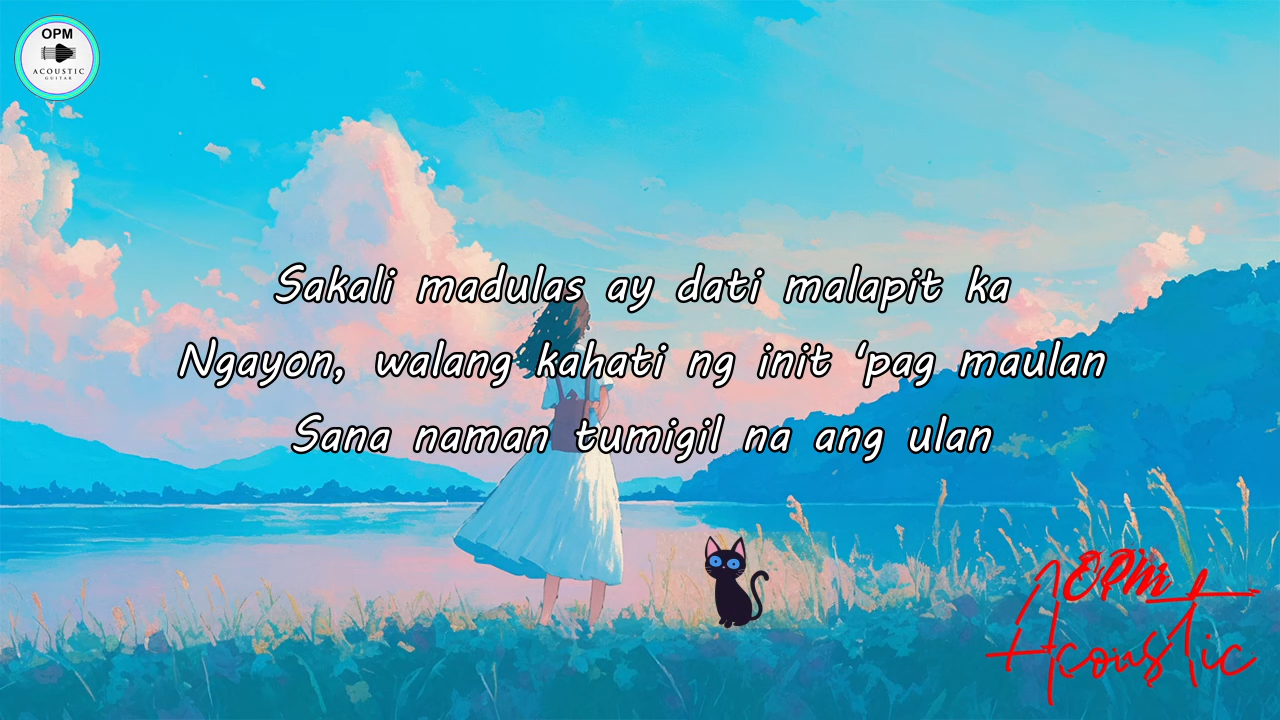 OPM
ACOUSTIC
GUITAR
Sakali madulas ay dati malapit ka
Ngayon, walang kahati ng init ‘pag maulan
Sana naman tumigil na ang ulan
OPM
Acoustic